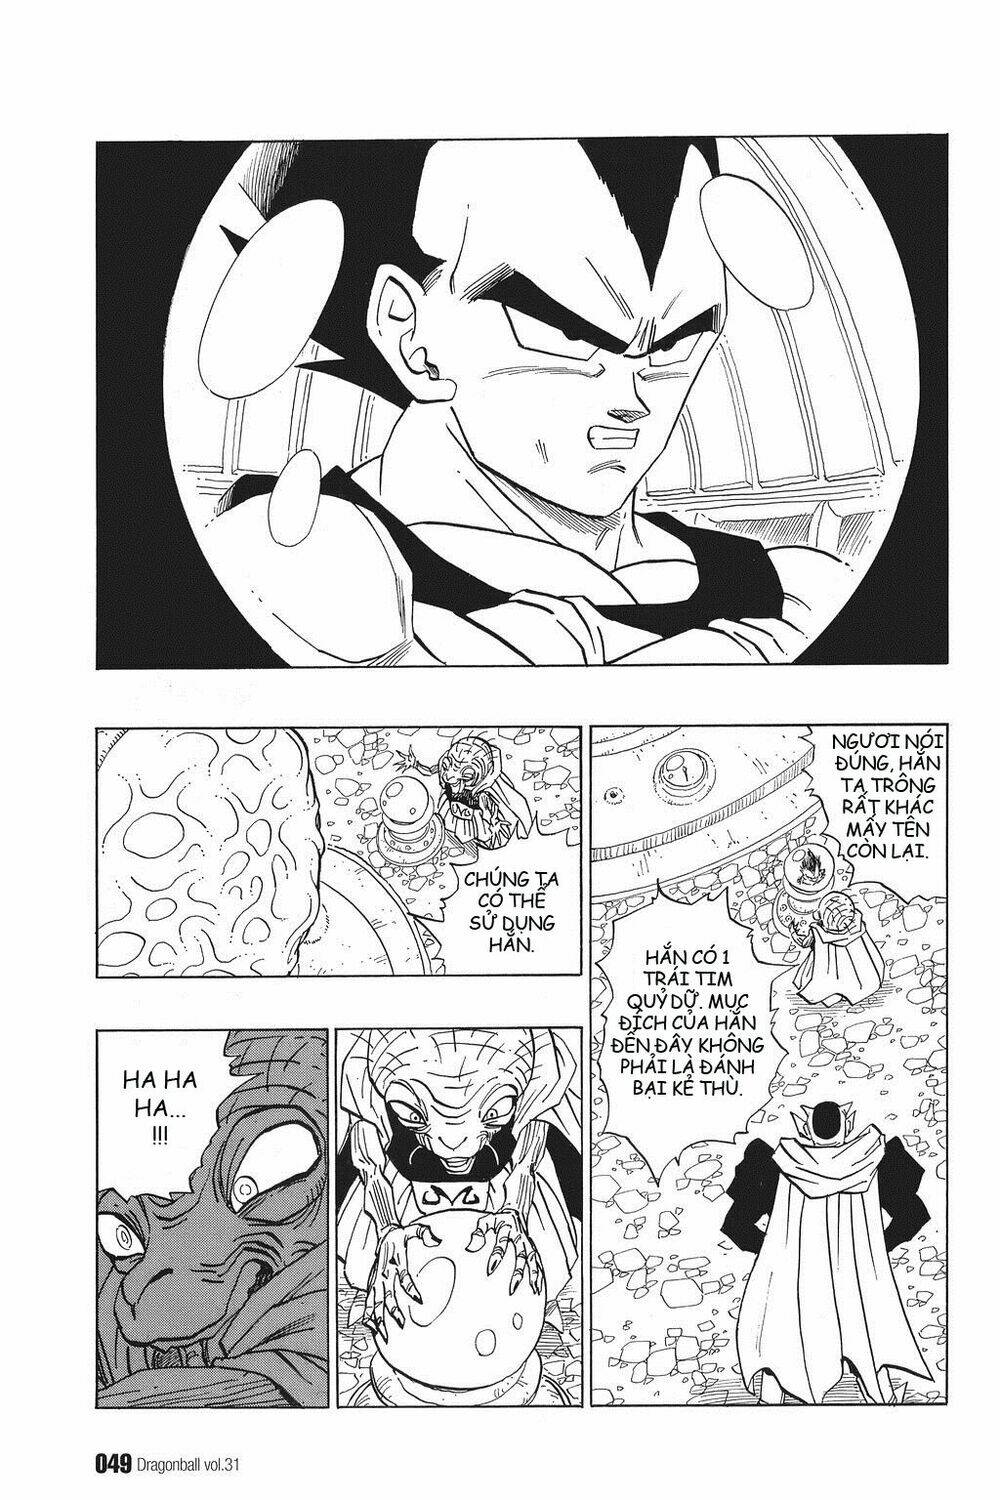 NGƯƠI NÓI
ĐÚNG, HẮN
TA TRÔNG
RẤT KHÁC
MẤY TÊN
CÒN LẠI.
HẮN CÓ 1
TRÁI TIM
QUỶ DỮ. MỤC
ĐÍCH CỦA HẮN
ĐẾN ĐÂY KHÔNG
PHẢI LÀ ĐÁNH
BẠI KẺ THÙ.
CHÚNG TA
CÓ THỂ
SỬ DỤNG
HẮN.
HA HA
HA...
!!!
049 Dragonball vol.31